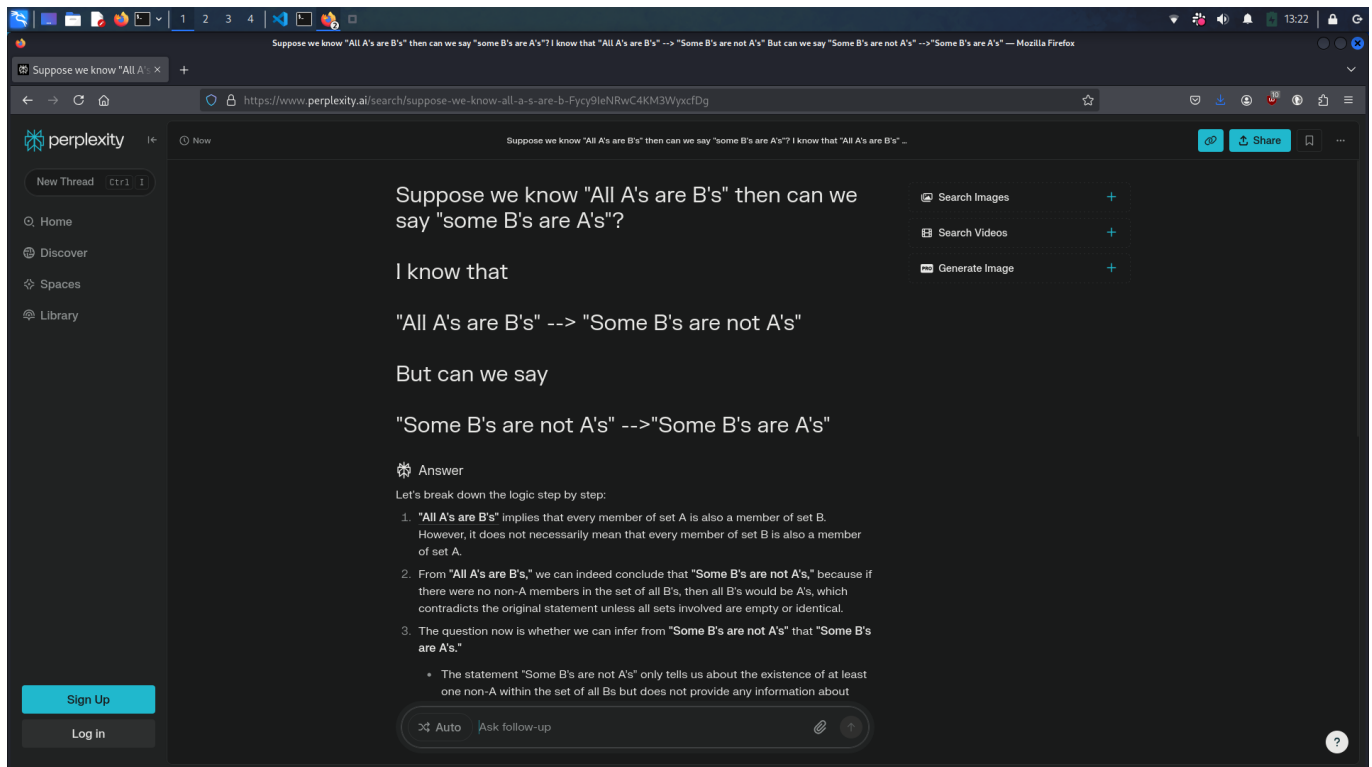 1 2 3 4
13:22
Suppose we know "All A's are B's" then can we say "some B's are A's"? I know that "All A's are B's" --> "Some B's are not A's" But can we say "Some B's are not A's" -->"Some B's are A's" — Mozilla Firefox
Suppose we know "All A's
https://www.perplexity.ai/search/suppose-we-know-all-a-s-are-b-Fycy9IeNRwC4KM3WyxcfDg
10
perplexity
Now
Suppose we know "All A's are B's" then can we say "some B's are A's"? I know that "All A's are B's" ...
Share
New Thread Ctrl I
Home
Discover
Spaces
Library
Sign Up
Log in
Suppose we know "All A's are B's" then can we
say "some B's are A's"?
I know that
"All A's are B's" --> "Some B's are not A's"
But can we say
"Some B's are not A's" -->"Some B's are A's"
Answer
Let's break down the logic step by step:
1. "All A's are B's" implies that every member of set A is also a member of set B.
However, it does not necessarily mean that every member of set B is also a member
of set A.
2. From "All A's are B's," we can indeed conclude that "Some B's are not A's," because if
there were no non-A members in the set of all B's, then all B's would be A's, which
contradicts the original statement unless all sets involved are empty or identical.
3. The question now is whether we can infer from "Some B's are not A's" that "Some B's
are A's."
• The statement "Some B's are not A's" only tells us about the existence of at least
one non-A within the set of all Bs but does not provide any information about
Auto
Ask follow-up
Search Images
Search Videos
PRO Generate Image
?